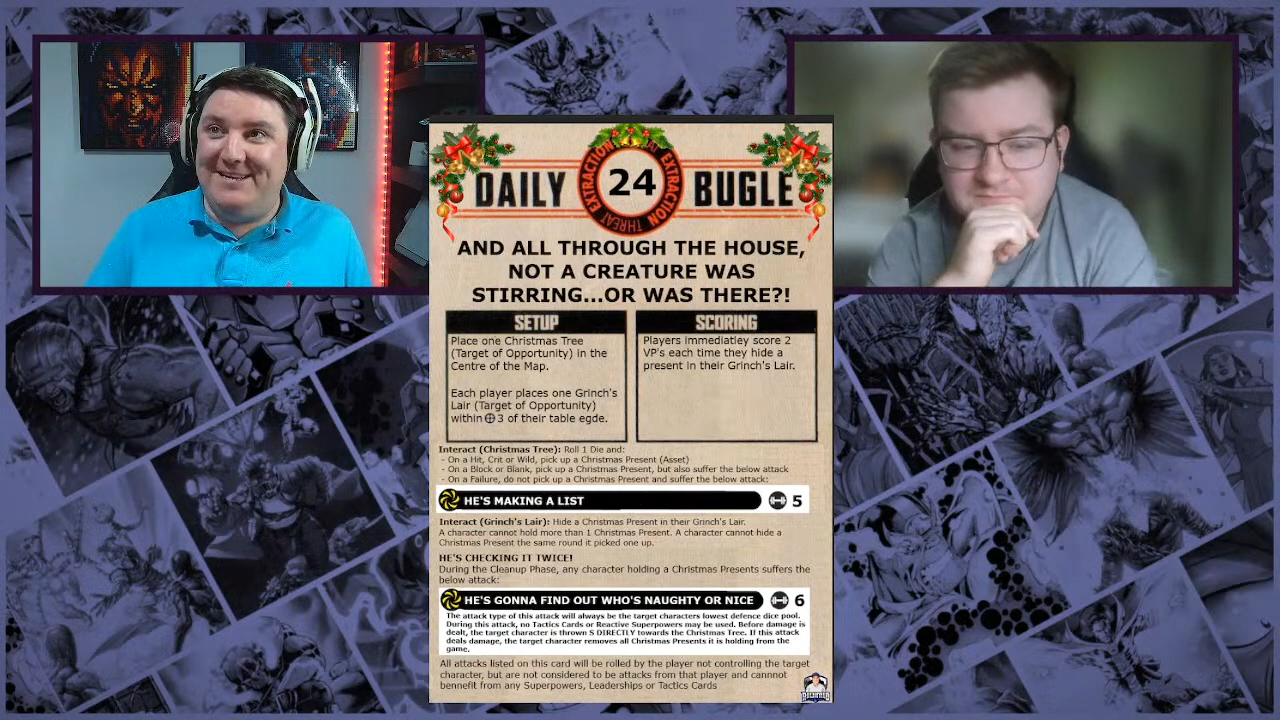 DAILY 24 BUGLE
EXTRACTION
EXTRACTION
THREAT
AND ALL THROUGH THE HOUSE,
NOT A CREATURE WAS
STIRRING...OR WAS THERE?!
SETUP
Place one Christmas Tree
(Target of Opportunity) in the
Centre of the Map.
Each player places one Grinch's
Lair (Target of Opportunity)
within 3 of their table egde.
SCORING
Players immediatley score 2
VP's each time they hide a
present in their Grinch's Lair.
Interact (Christmas Tree): Roll 1 Die and:
- On a Hit, Crit or Wild, pick up a Christmas Present (Asset)
- On a Block or Blank, pick up a Christmas Present, but also suffer the below attack
- On a Failure, do not pick up a Christmas Present and suffer the below attack:
HE'S MAKING A LIST 5
Interact (Grinch's Lair): Hide a Christmas Present in their Grinch's Lair.
A character cannot hold more than 1 Christmas Present. A character cannot hide a
Christmas Present the same round it picked one up.
HE'S CHECKING IT TWICE!
During the Cleanup Phase, any character holding a Christmas Presents suffers the
below attack:
HE'S GONNA FIND OUT WHO'S NAUGHTY OR NICE 6
The attack type of this attack will always be the target characters lowest defence dice pool.
During this attack, no Tactics Cards or Reactive Superpowers may be used. Before damage is
dealt, the target character is thrown S DIRECTLY towards the Christmas Tree. If this attack
deals damage, the target character removes all Christmas Presents it is holding from the
game.
All attacks listed on this card will be rolled by the player not controlling the target
character, but are not considered to be attacks from that player and cannnot
bennefit from any Superpowers, Leaderships or Tactics Cards